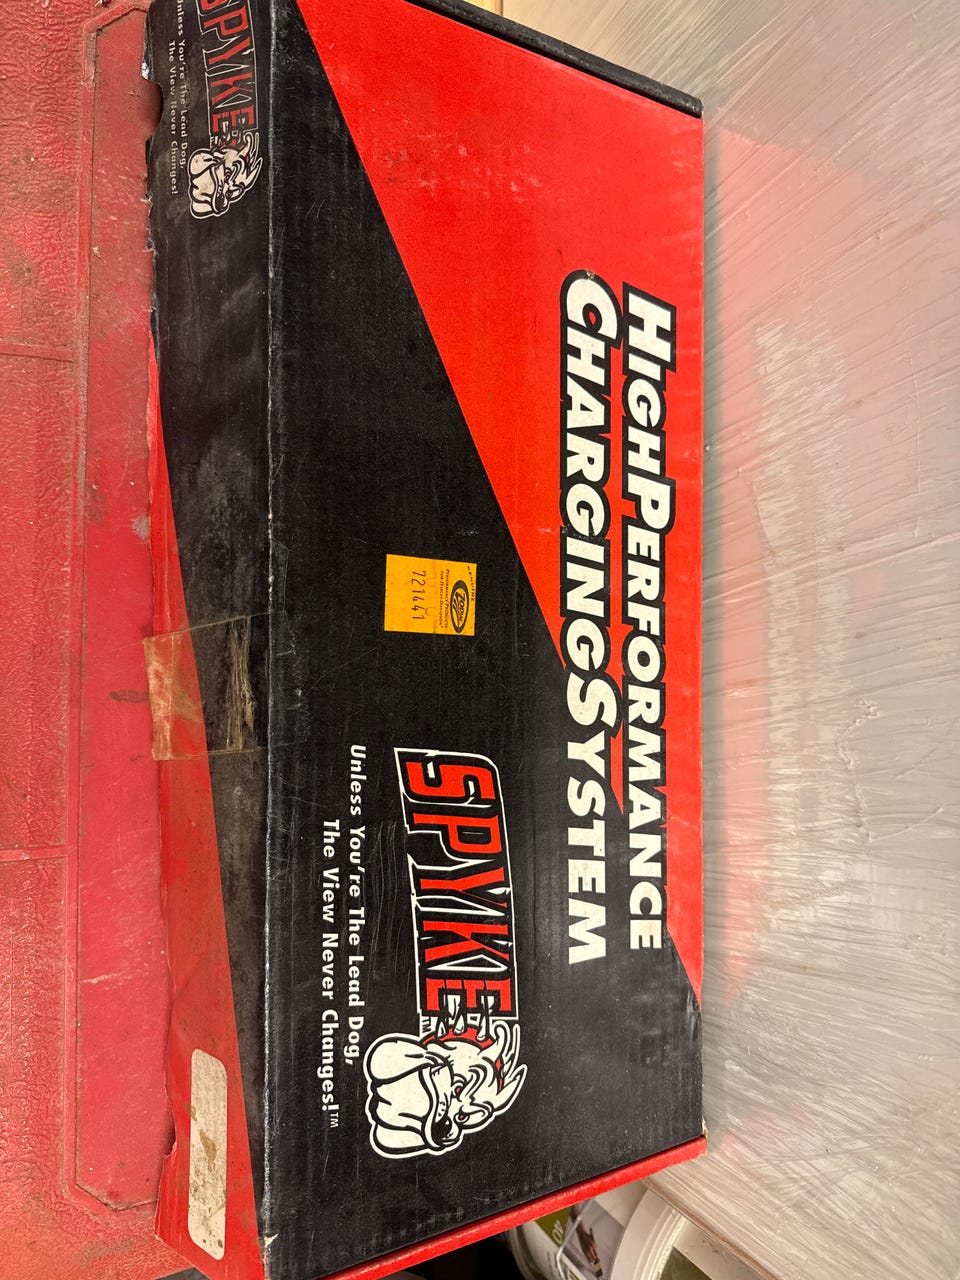 HIGHPERFORMANCE
CHARGINGSYSTEM
GENUINE
721441
SPYKE
Unless You're The Lead Dog,
The View Never Changes!™
SPYKE
Unless You're The Lead Dog,
The View Never Changes!